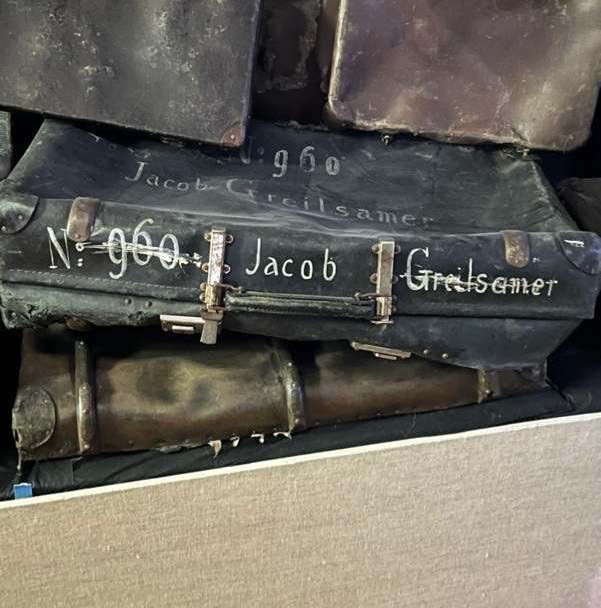 N: 960
Jacob Greilsamer
N: 960. Jacob Greilsamer